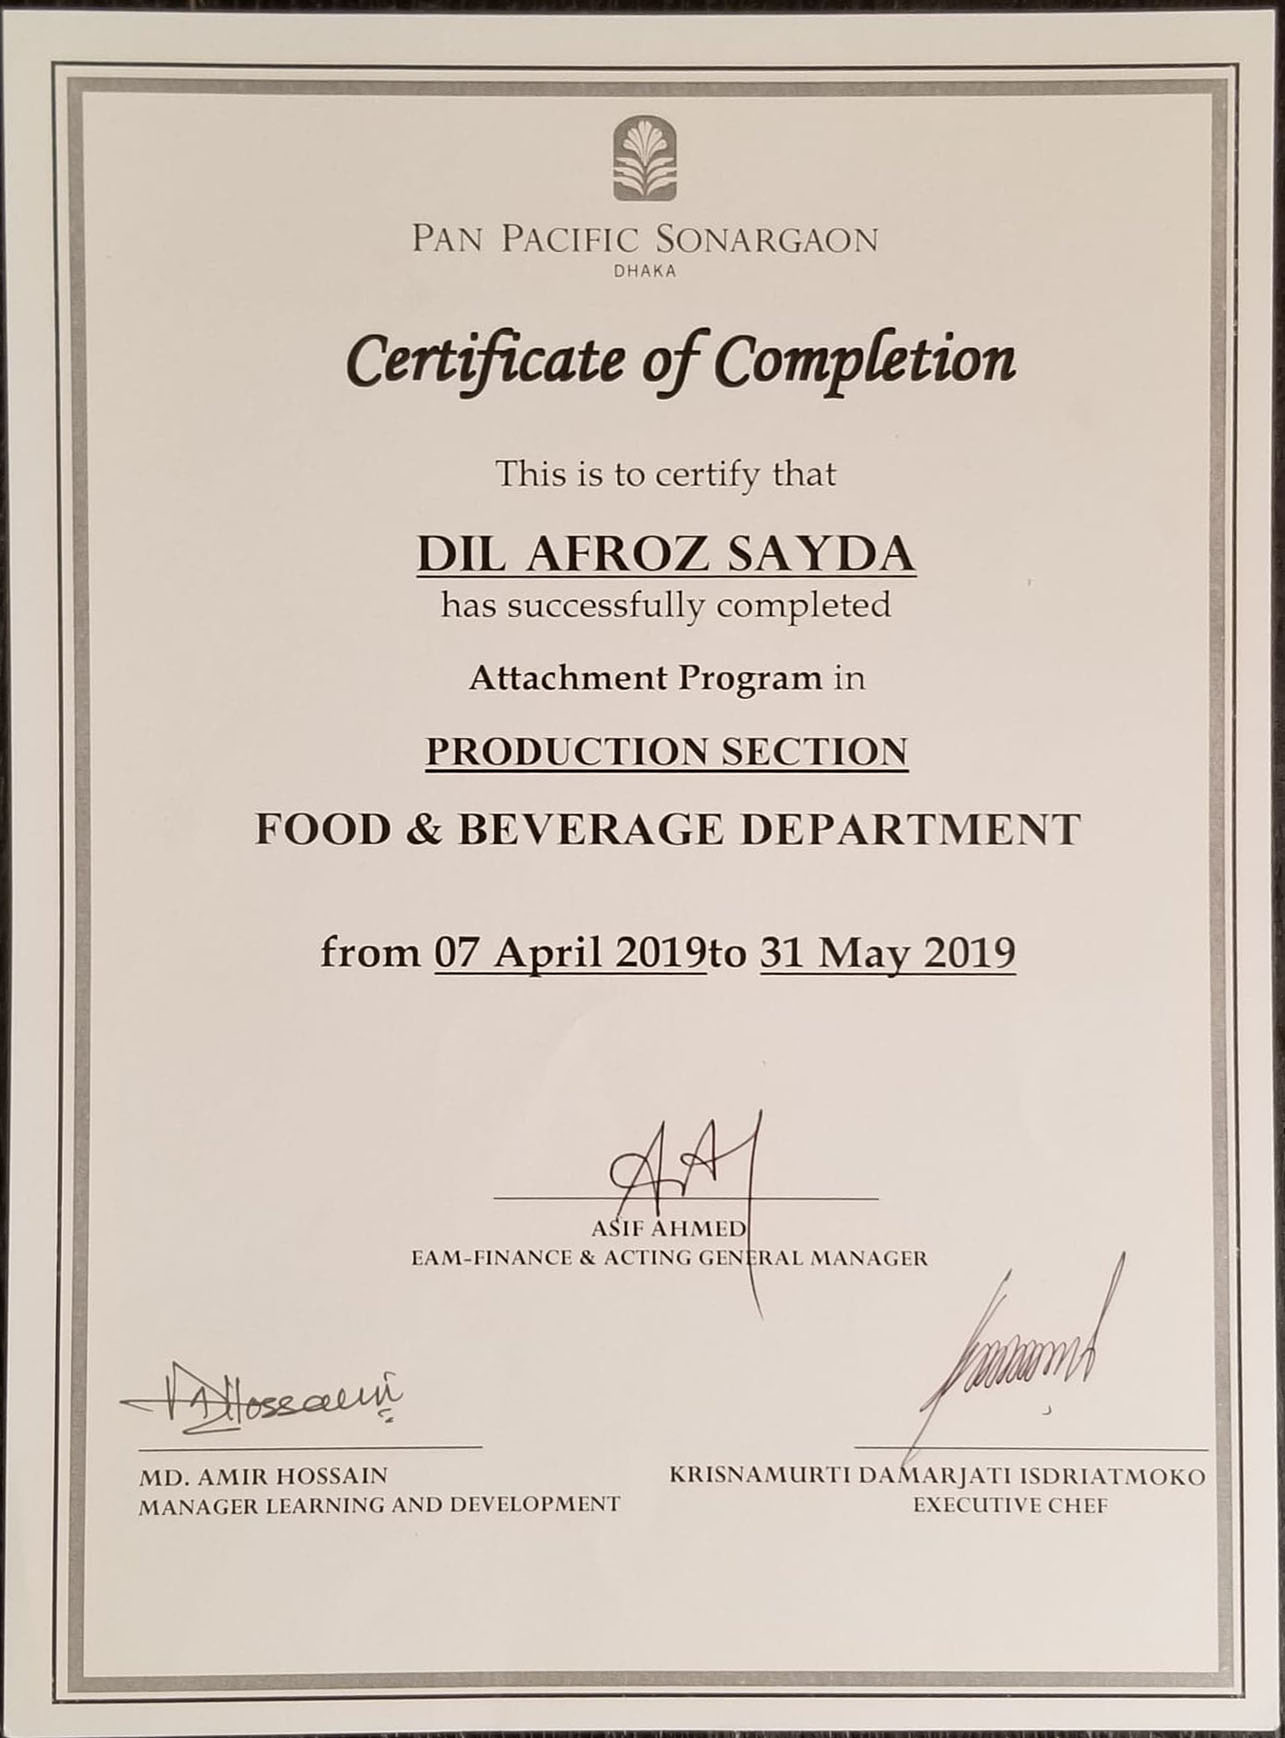 PAN PACIFIC SONARGAON
DHAKA
Certificate of Completion
This is to certify that
DIL AFROZ SAYDA
has successfully completed
Attachment Program in
PRODUCTION SECTION
FOOD & BEVERAGE DEPARTMENT
from 07 April 2019to 31 May 2019
ASIF AHMED
EAM-FINANCE & ACTING GENERAL MANAGER
MD. AMIR HOSSAIN
MANAGER LEARNING AND DEVELOPMENT
KRISNAMURTI DAMARJATI ISDRIATMOKO
EXECUTIVE CHEF